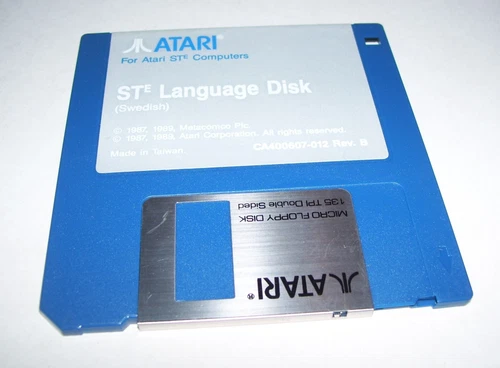 ATARI
For Atari STE Computers
STE Language Disk
(Swedish)
© 1987, 1989, Metacomco Plc.
© 1987, 1989, Atari Corporation. All rights reserved.
Made in Taiwan. CA400807-012 Rev. B
MICRO FLOPPY DISK
135 TPI Double Sided
ATARI